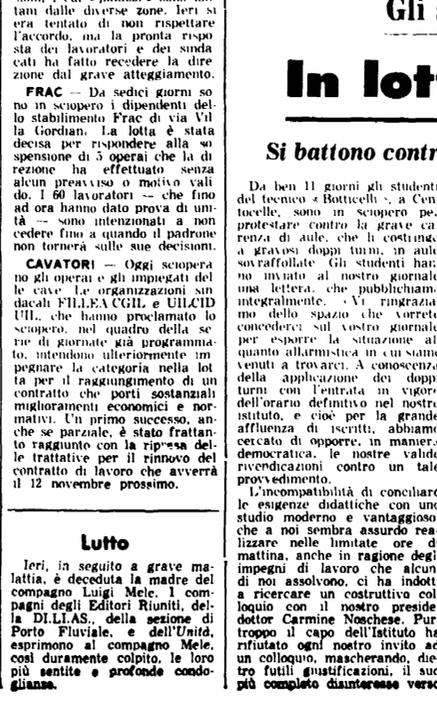 tani dalle diverse zone. Ieri si
era tentato di non rispettare
l'accordo, ma la pronta rispo
sta dei lavoratori e dei sinda
cati ha fatto recedere la dire
zione dal grave atteggiamento.
FRAC — Da sedici giorni so
no in sciopero i dipendenti del-
lo stabilimento Frac di via Vil
la Gordian. La lotta è stata
decisa per rispondere alla so
spensione di 5 operai che la di
rezione ha effettuato senza
alcun preavviso o motivo vali
do. I 60 lavoratori — che fino
ad ora hanno dato prova di uni-
tà — sono intenzionati a non
cedere fino a quando il padrone
non tornerà sulle sue decisioni.
CAVATORI — Oggi sciopera
no gli operai e gli impiegati del
le cave. Le organizzazioni sin
dacali FILLEA CGIL e UILCID
UIL, che hanno proclamato lo
sciopero, nel quadro della se
rie di giornate già programma-
to, intendono ulteriormente im
pegnare la categoria nella lot
ta per il raggiungimento di un
contratto che porti sostanziali
miglioramenti economici e nor-
mativi. Un primo successo, an-
che se parziale, è stato frattan-
to raggiunto con la ripresa del-
le trattative per il rinnovo del
contratto di lavoro che avverrà
il 12 novembre prossimo.
Lutto
Ieri, in seguito a grave ma-
lattia, è deceduta la madre del
compagno Luigi Mele. I com-
pagni degli Editori Riuniti, del-
la DI.LI.AS., della sezione di
Porto Fluviale, e dell'Unità,
esprimono al compagno Mele,
così duramente colpito, le loro
più sentite e profonde condo-
glianze.
Gli
In lott
Si battono contr
Da ben 11 giorni gli studenti
del tecnico « Botticelli », a Cen
tocelle, sono in sciopero pe
protestare contro la grave ca
renza di aule, che li costring
a gravosi doppi turni, in aule
sovraffollate. Gli studenti han
no inviato al nostro giornale
una lettera, che pubblichiamo
integralmente. « Vi ringrazia
mo dello spazio che vorrete
concederci sul vostro giornale
per esporre la situazione al
quanto allarmistica in cui siamo
venuti a trovarci. A conoscenza
della applicazione dei doppi
turni con l'entrata in vigore
dell'orario definitivo nel nostro
istituto, e cioè per la grande
affluenza di iscritti, abbiamo
cercato di opporre, in maniera
democratica, le nostre valide
rivendicazioni contro un tale
provvedimento.
L'incompatibilità di conciliare
le esigenze didattiche con uno
studio moderno e vantaggioso
che a noi sembra assurdo rea
lizzare nelle limitate ore di
mattina, anche in ragione degli
impegni di lavoro che alcuni
di noi assolvono, ci ha indotti
a ricercare un costruttivo col
loquio con il nostro preside
dottor Carmine Noschese. Pur
troppo il capo dell'Istituto ha
rifiutato ogni nostro invito ad
un colloquio, mascherando, die
tro futili giustificazioni, il suo
più completo disinteresse verso